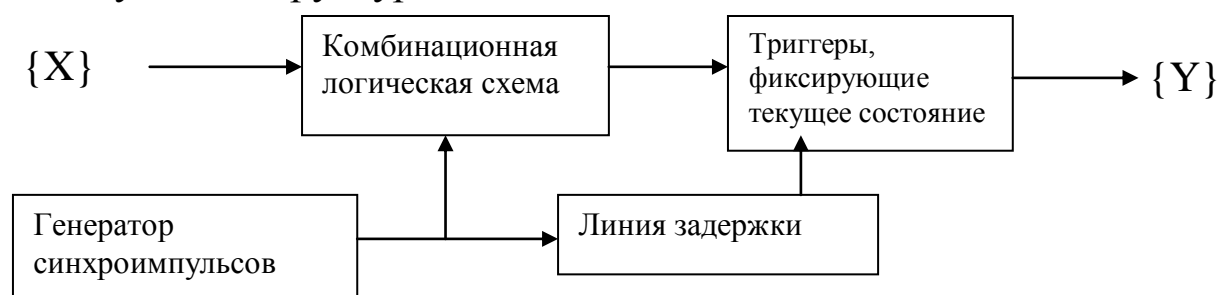 {X}
Комбинационная
логическая схема
Триггеры,
фиксирующие
текущее состояние
{Y}
Генератор
синхроимпульсов
Линия задержки